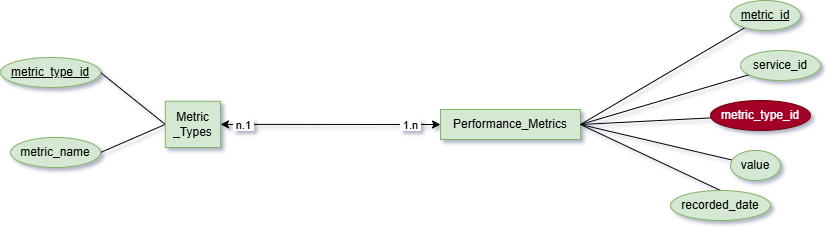 metric_id
metric_type_id
service_id
Metric
_Types
n.1
1.n
Performance_Metrics
metric_type_id
metric_name
value
recorded_date